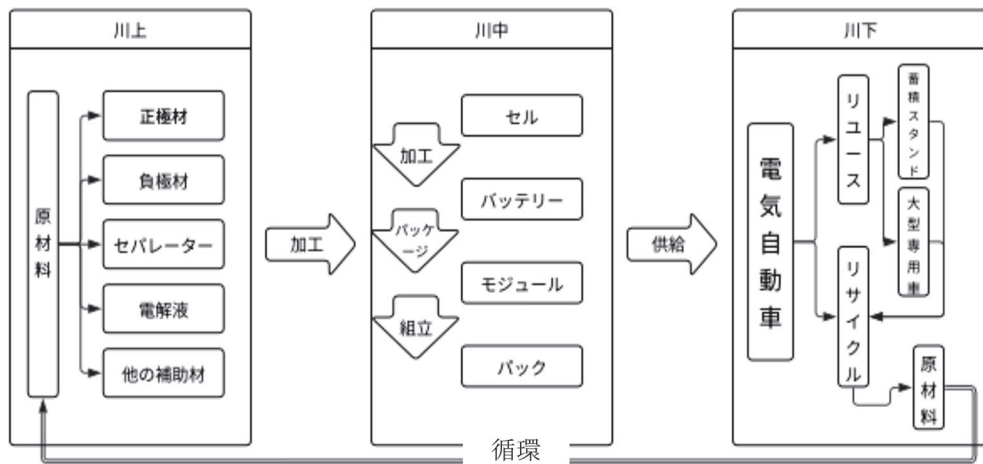 川上
原材料
正極材
負極材
セパレーター
電解液
他の補助材
加工
川中
加工
パッケ
ージ
組立
セル
バッテリー
モジュール
パック
供給
川下
電気自動車
リユース
リサイクル
蓄積スタンド
大型専用車
原材料
循環